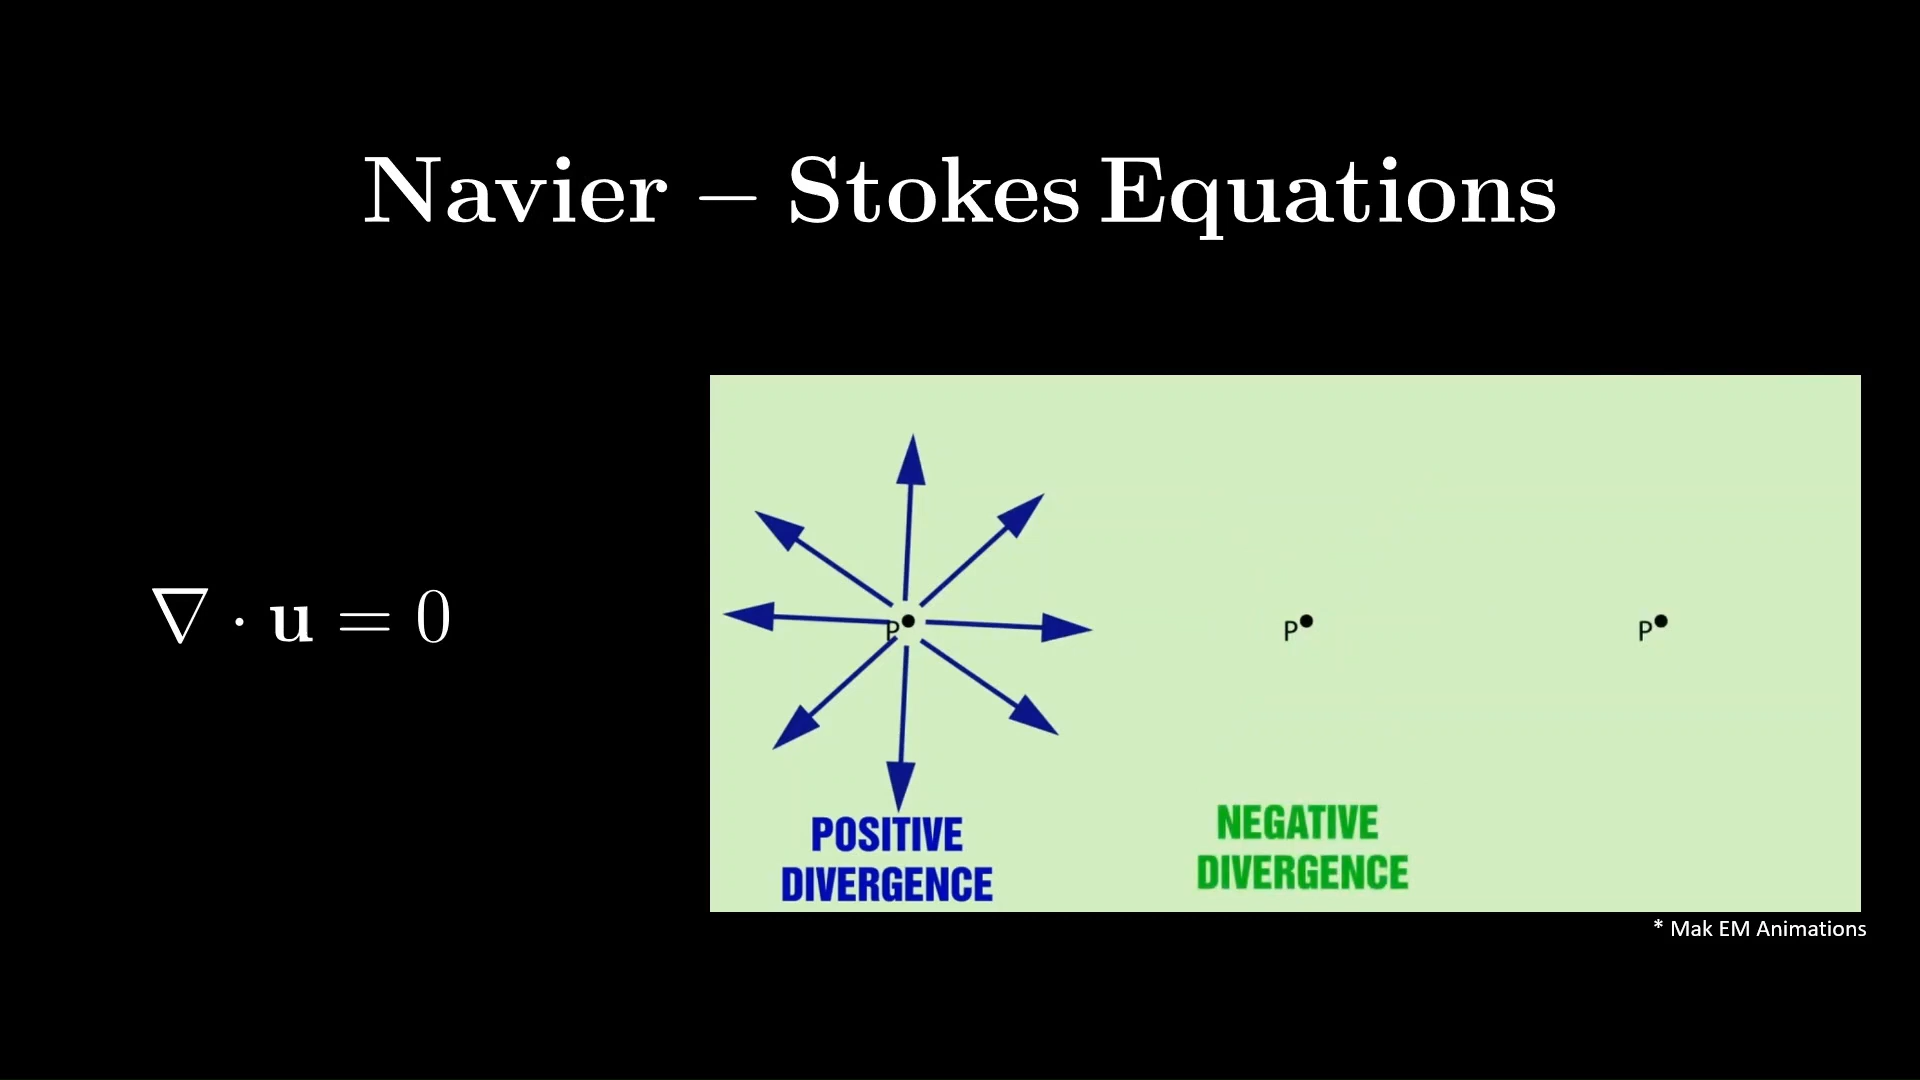 Navier – Stokes Equations
∇ · u = 0
P
P
P
POSITIVE
DIVERGENCE
NEGATIVE
DIVERGENCE
* Mak EM Animations